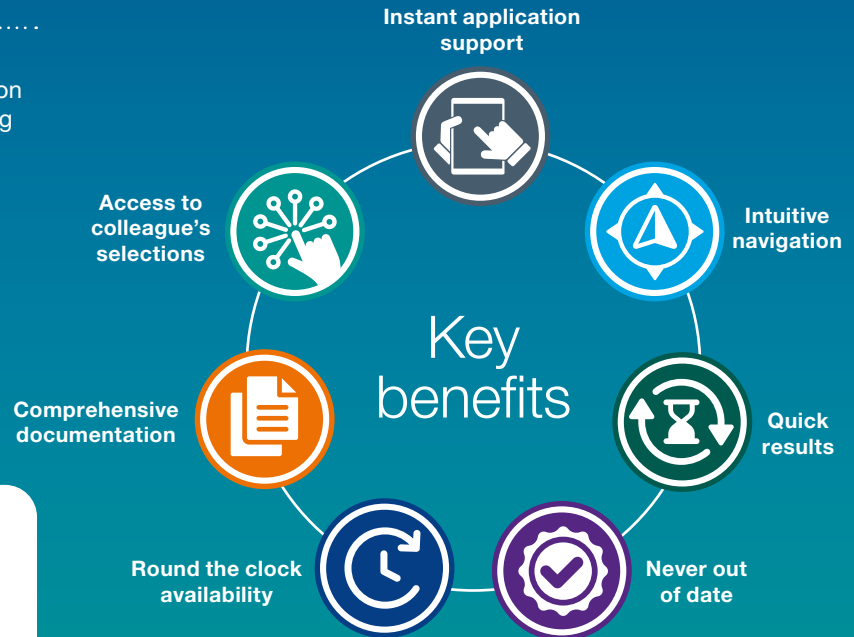 .....
on
g
Instant application
support
Intuitive
navigation
Quick
results
Never out
of date
Round the clock
availability
Comprehensive
documentation
Access to
colleague's
selections
Key
benefits